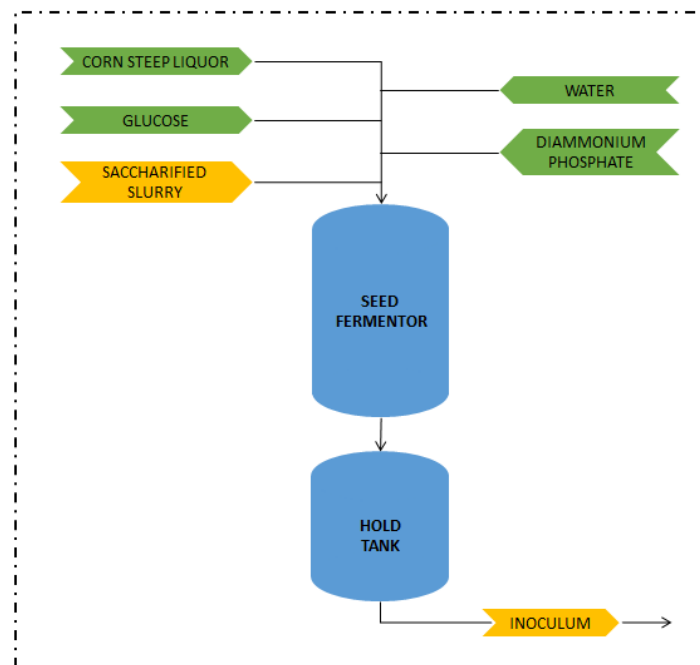 CORN STEEP LIQUOR
WATER
GLUCOSE
DIAMMONIUM
PHOSPHATE
SACCHARIFIED
SLURRY
SEED
FERMENTOR
HOLD
TANK
INOCULUM